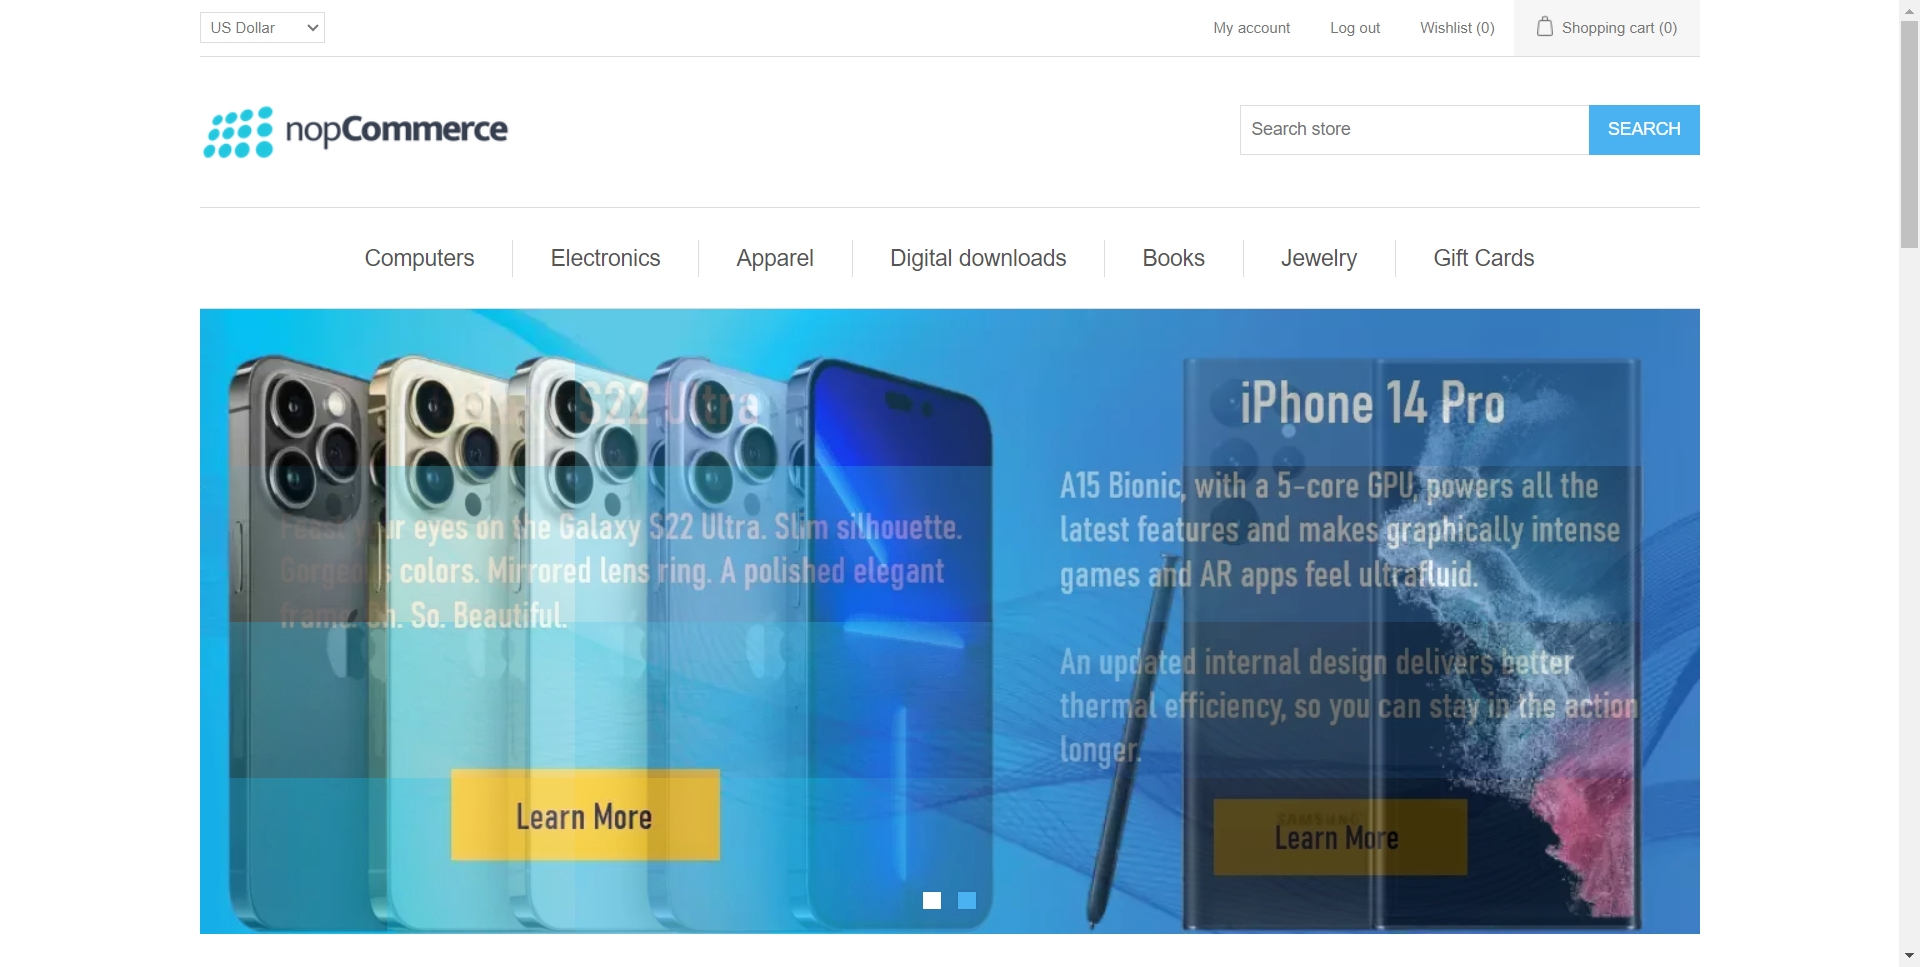 US Dollar
My account
Log out
Wishlist (0)
Shopping cart (0)
nopCommerce
Search store
SEARCH
Computers
Electronics
Apparel
Digital downloads
Books
Jewelry
Gift Cards
S22 Ultra
Feast your eyes on the Galaxy S22 Ultra. Slim silhouette.
Gorgeous colors. Mirrored lens ring. A polished elegant
frame. Oh. So. Beautiful.
Learn More
iPhone 14 Pro
A15 Bionic, with a 5-core GPU, powers all the
latest features and makes graphically intense
games and AR apps feel ultrafluid.
An updated internal design delivers better
thermal efficiency, so you can stay in the action
longer.
SAMSUNG
Learn More